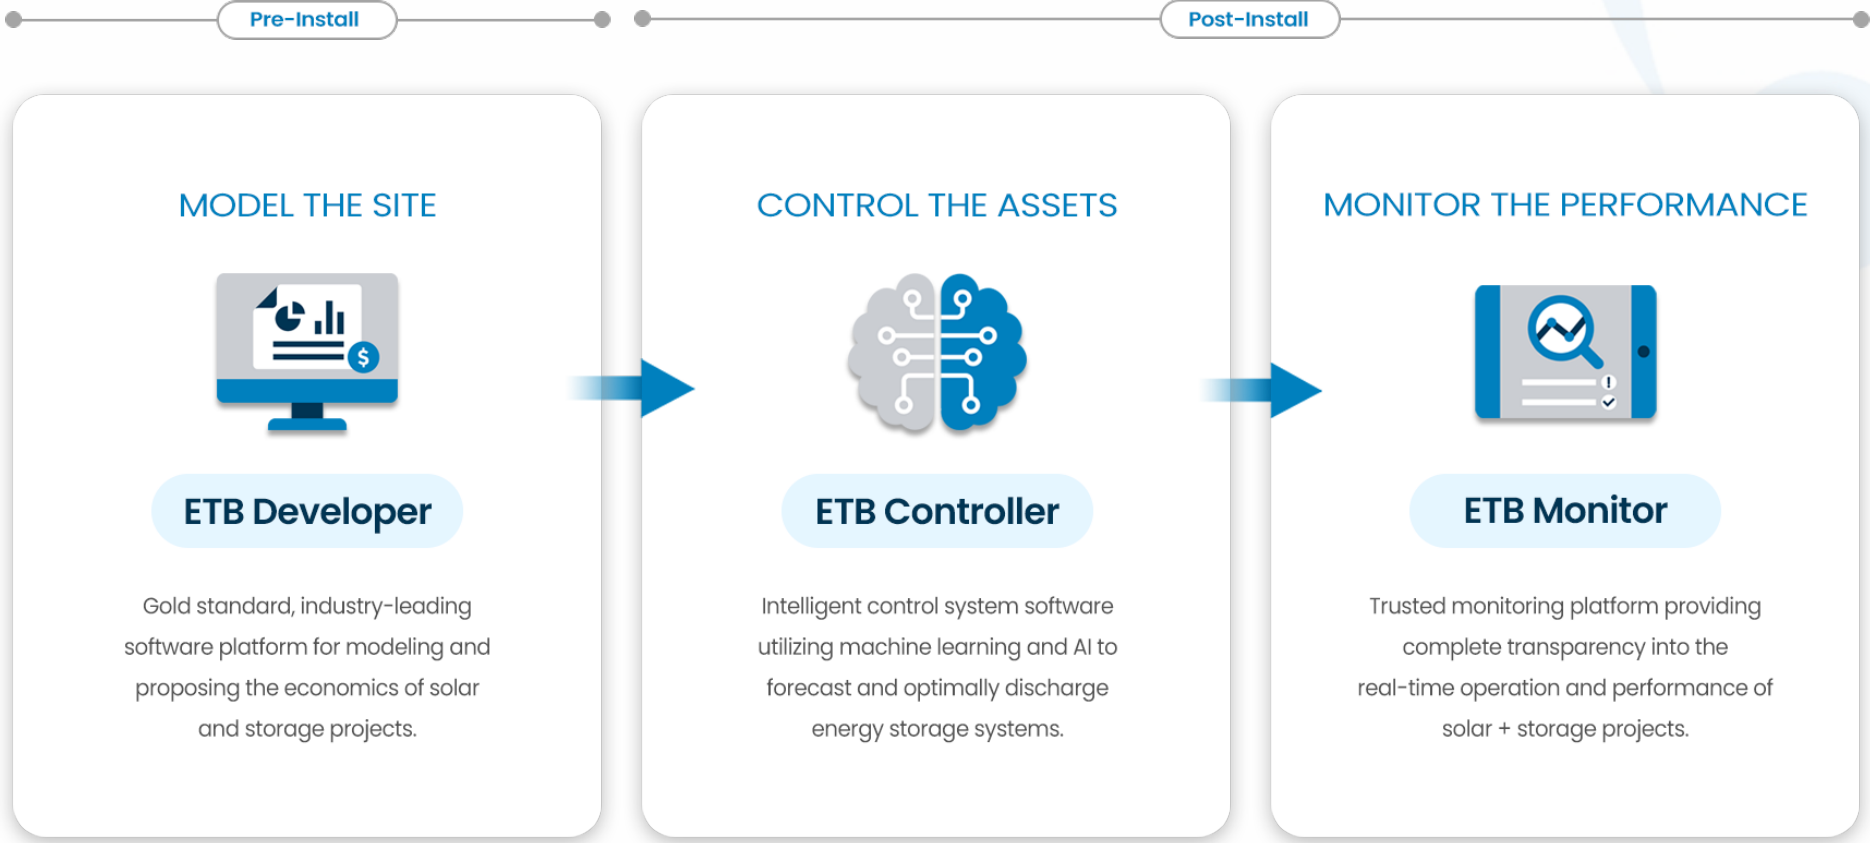 Pre-Install
Post-Install
MODEL THE SITE
$
ETB Developer
Gold standard, industry-leading
software platform for modeling and
proposing the economics of solar
and storage projects.
CONTROL THE ASSETS
ETB Controller
Intelligent control system software
utilizing machine learning and AI to
forecast and optimally discharge
energy storage systems.
MONITOR THE PERFORMANCE
!
ETB Monitor
Trusted monitoring platform providing
complete transparency into the
real-time operation and performance of
solar + storage projects.